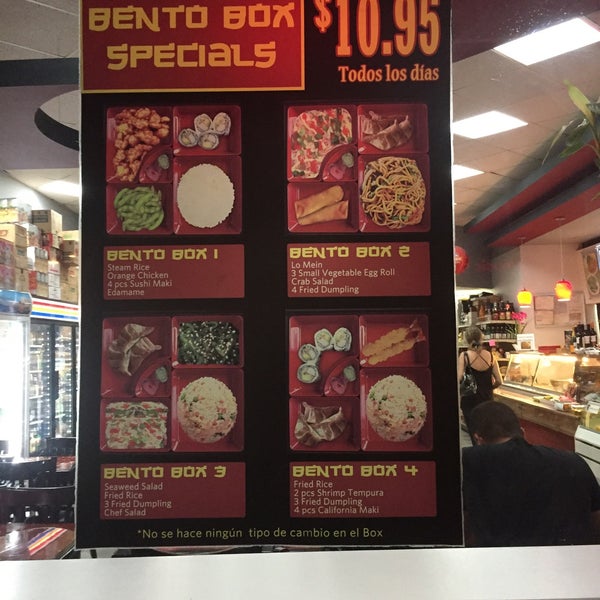 BENTO BOX
SPECIALS
$10.95
Todos los días
BENTO BOX 1
Steam Rice
Orange Chicken
4 pcs Sushi Maki
Edamame
BENTO BOX 2
Lo Mein
3 Small Vegetable Egg Roll
Crab Salad
4 Fried Dumpling
BENTO BOX 3
Seaweed Salad
Fried Rice
3 Fried Dumpling
Chef Salad
BENTO BOX 4
Fried Rice
2 pcs Shrimp Tempura
3 Fried Dumpling
4 pcs California Maki
*No se hace ningún tipo de cambio en el Box